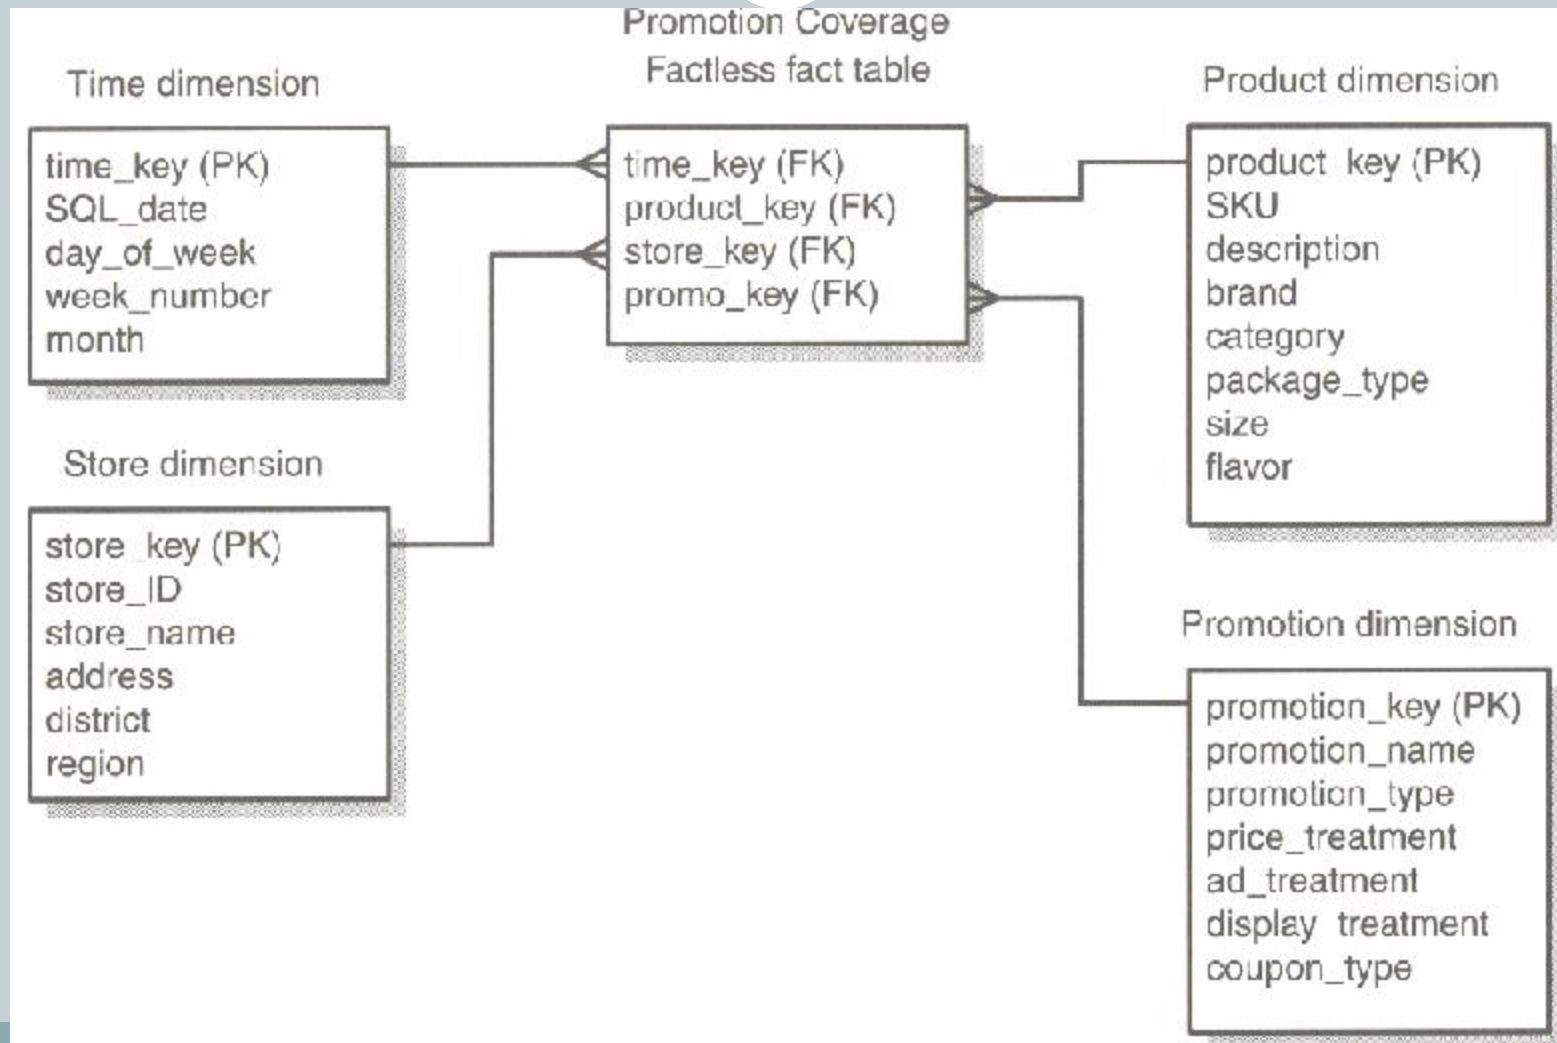 Promotion Coverage
Factless fact table
Time dimension
time_key (PK)
SQL_date
day_of_week
week_number
month
Store dimension
store_key (PK)
store_ID
store_name
address
district
region
time_key (FK)
product_key (FK)
store_key (FK)
promo_key (FK)
Product dimension
product key (PK)
SKU
description
brand
category
package_type
size
flavor
Promotion dimension
promotion_key (PK)
promotion_name
promotion_type
price_treatment
ad_treatment
display treatment
coupon_type